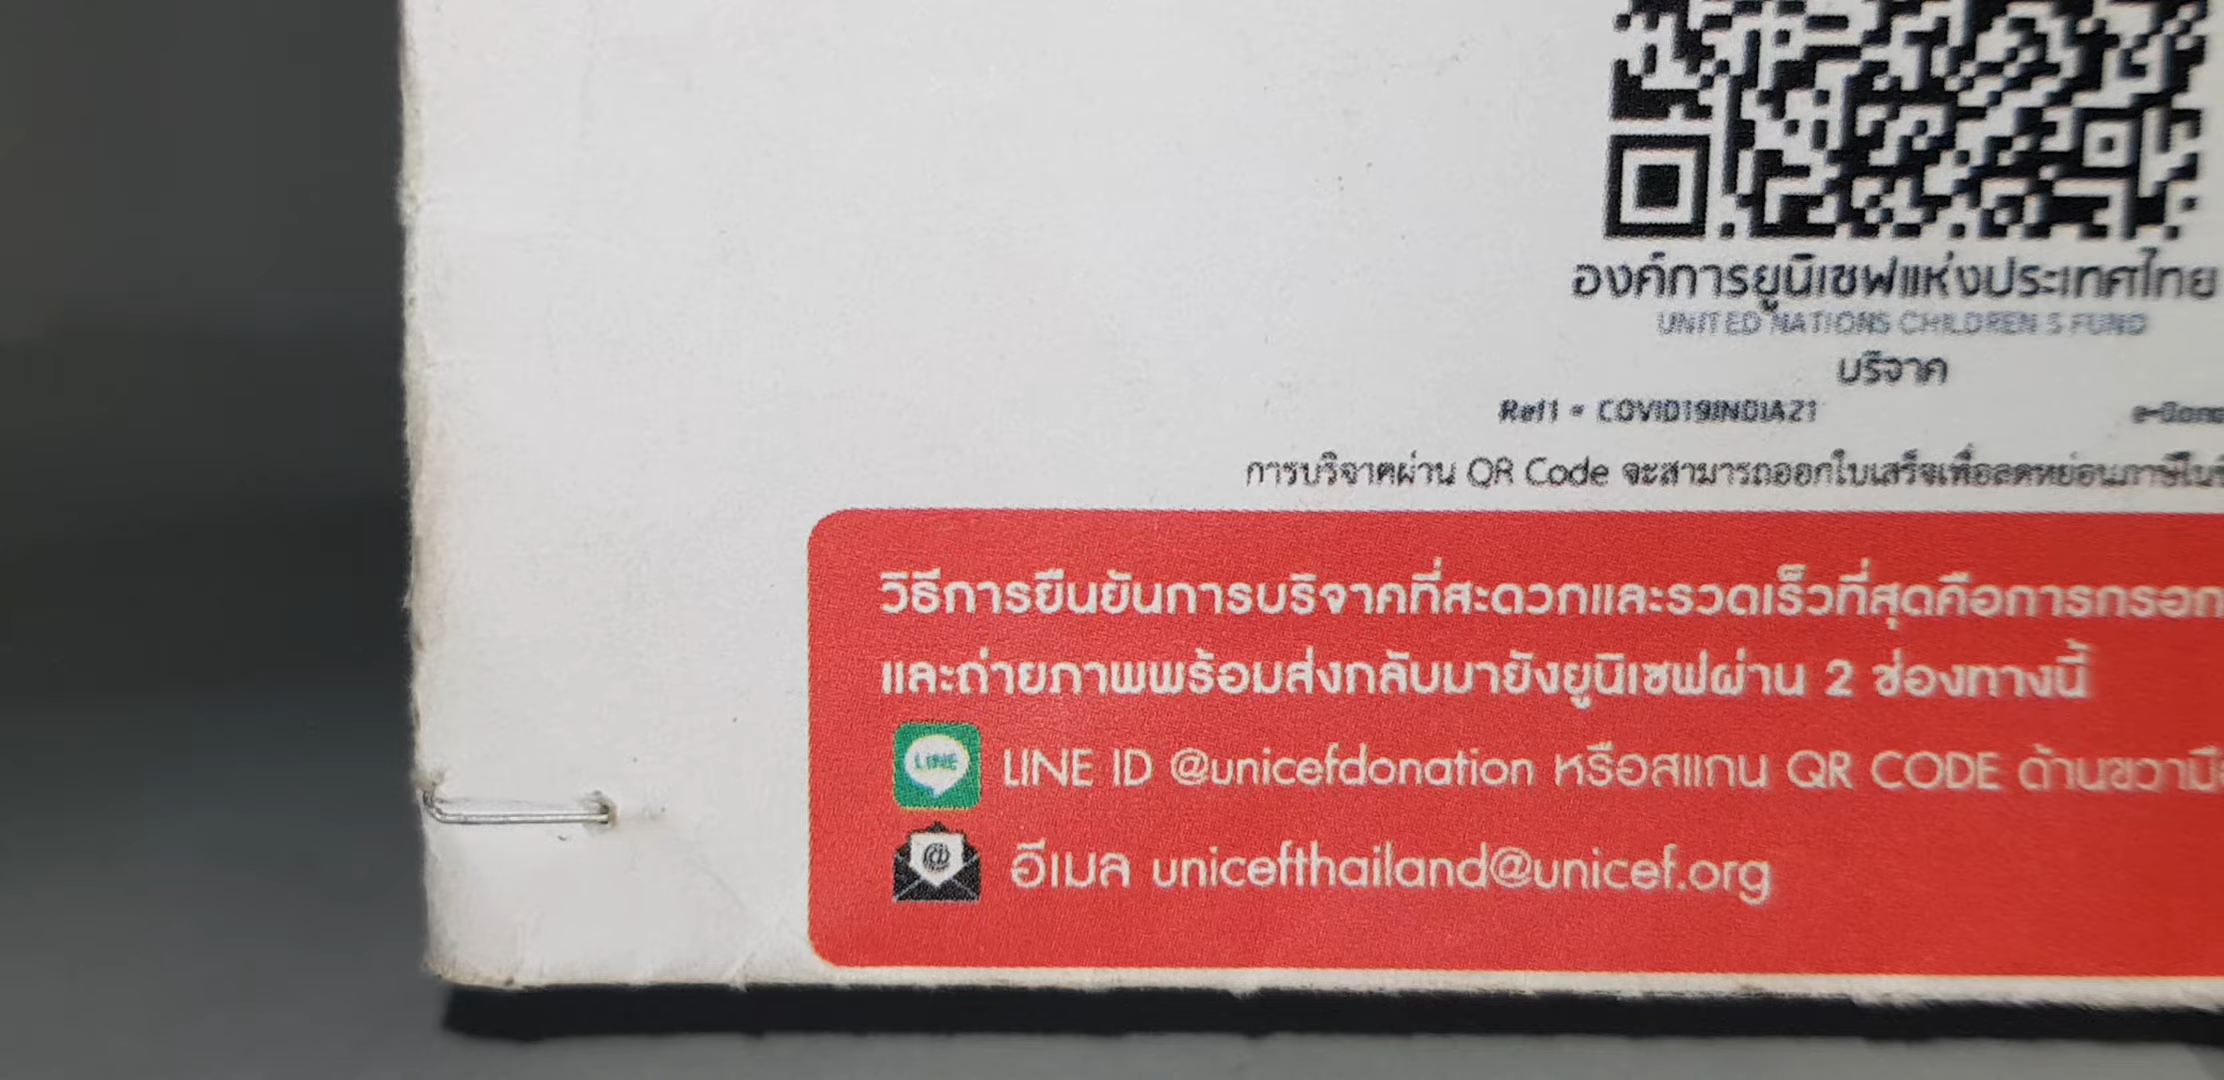 องค์การยูนิเซฟแห่งประเทศไทย
UNITED NATIONS CHILDREN S FUND
บริจาค
Ref1 = COVID19INDIA21
การบริจาคผ่าน QR Code จะสามารถออกใบเสร็จเพื่อลดหย่อนภาษีใน
วิธีการยืนยันการบริจาคที่สะดวกและรวดเร็วที่สุดคือการกรอก
และถ่ายภาพพร้อมส่งกลับมายังยูนิเซฟผ่าน 2 ช่องทางนี้
LINE
LINE ID @unicefdonation หรือสแกน QR CODE ด้านขวามือ
@
อีเมล unicefthailand@unicef.org